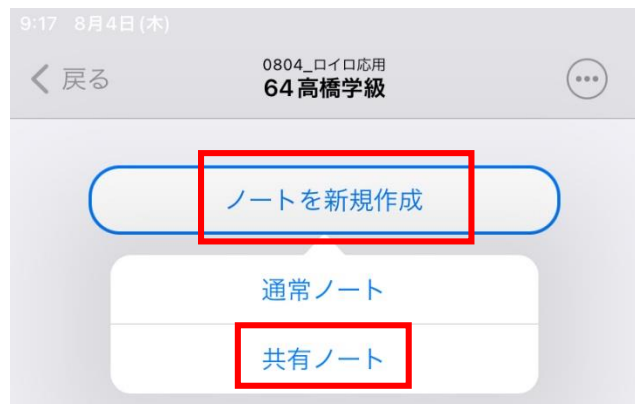 9:17 8月4日(木)
戻る
0804_ロイロ応用
64高橋学級
ノートを新規作成
通常ノート
共有ノート